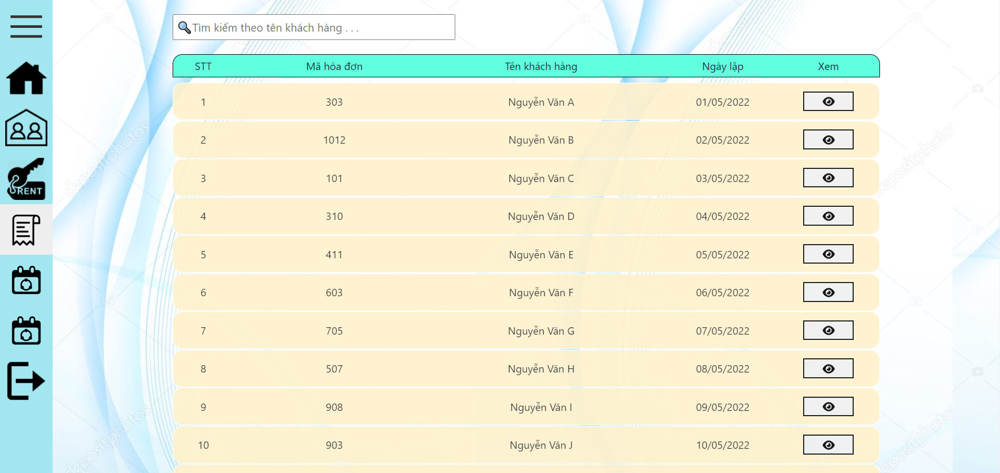 Tìm kiếm theo tên khách hàng . . .
STT Mã hóa đơn Tên khách hàng Ngày lập Xem
1 303 Nguyễn Văn A 01/05/2022
2 1012 Nguyễn Văn B 02/05/2022
RENT
3 101 Nguyễn Văn C 03/05/2022
4 310 Nguyễn Văn D 04/05/2022
5 411 Nguyễn Văn E 05/05/2022
6 603 Nguyễn Văn F 06/05/2022
7 705 Nguyễn Văn G 07/05/2022
8 507 Nguyễn Văn H 08/05/2022
9 908 Nguyễn Văn I 09/05/2022
10 903 Nguyễn Văn J 10/05/2022
depositphotos
depositphotos
depositphotos
depositphotos